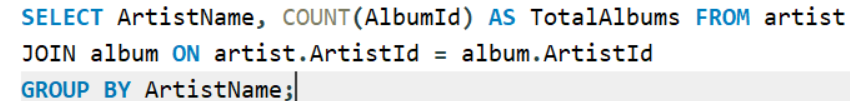 SELECT ArtistName, COUNT(AlbumId) AS TotalAlbums FROM artist
JOIN album ON artist.ArtistId = album.ArtistId
GROUP BY ArtistName;